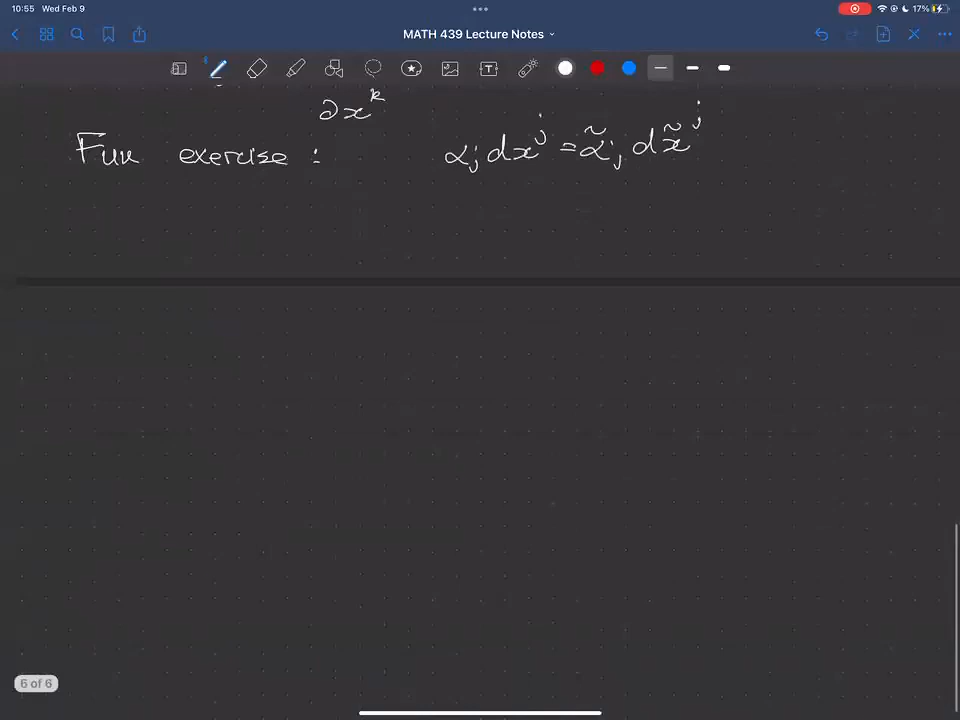 10:55 Wed Feb 9
17%
MATH 439 Lecture Notes
T
∂x^k
Fun exercise : α_j dx^j = α̃_j dx̃^j
6 of 6